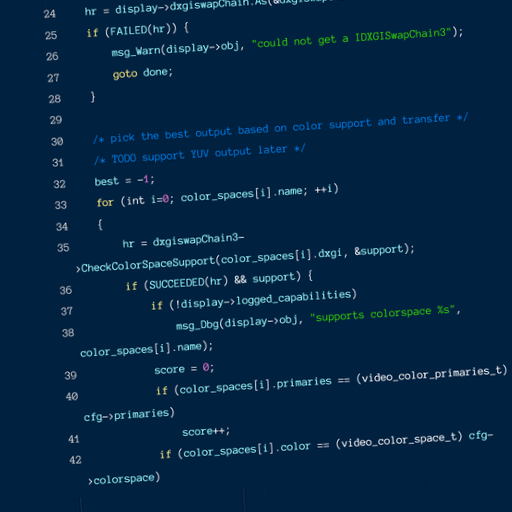 24 hr = display->dxgiswapChain.As(
25 if (FAILED(hr)) {
26 msg_Warn(display->obj, "could not get a IDXGISwapChain3");
27 goto done;
28 }
29
30 /* pick the best output based on color support and transfer */
31 /* TODO support YUV output later */
32 best = -1;
33 for (int i=0; color_spaces[i].name; ++i)
34 {
35 hr = dxgiswapChain3-
>CheckColorSpaceSupport(color_spaces[i].dxgi, &support);
36 if (SUCCEEDED(hr) && support) {
37 if (!display->logged_capabilities)
38 msg_Dbg(display->obj, "supports colorspace %s",
color_spaces[i].name);
39 score = 0;
40 if (color_spaces[i].primaries == (video_color_primaries_t)
cfg->primaries)
41 score++;
42 if (color_spaces[i].color == (video_color_space_t) cfg-
>colorspace)